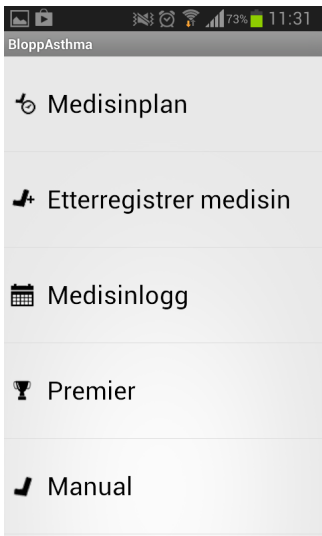 73% 11:31
BloppAsthma
Medisinplan
Etterregistrer medisin
Medisinlogg
Premier
Manual